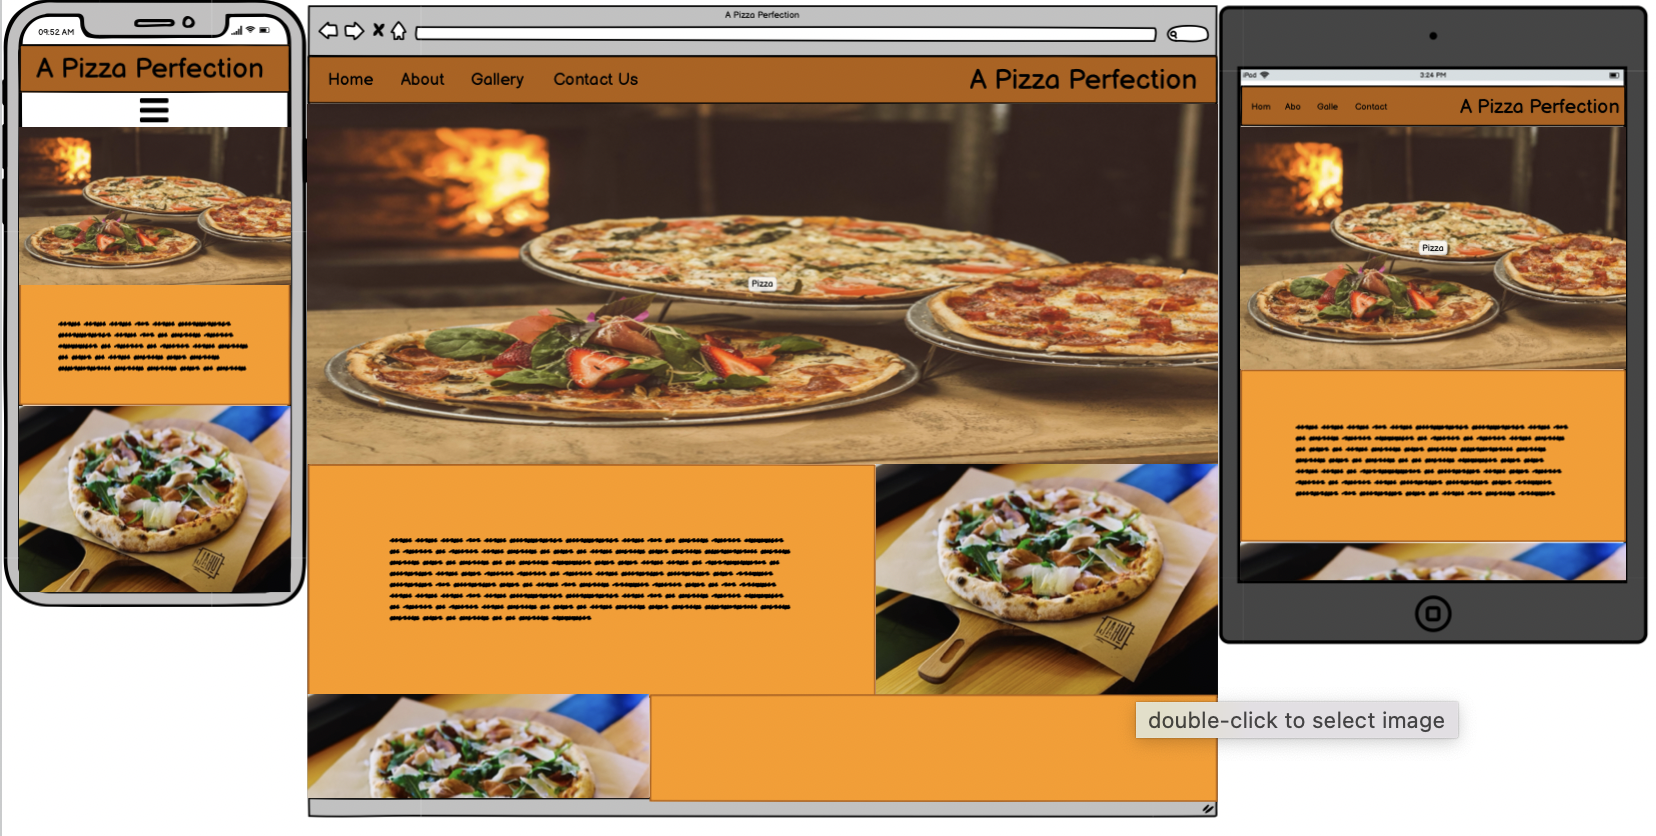 09:52 AM
A Pizza Perfection
A Pizza Perfection
Home About Gallery Contact Us
A Pizza Perfection
Pizza
iPad
3:24 PM
Hom Abo Galle Contact
A Pizza Perfection
Pizza
double-click to select image